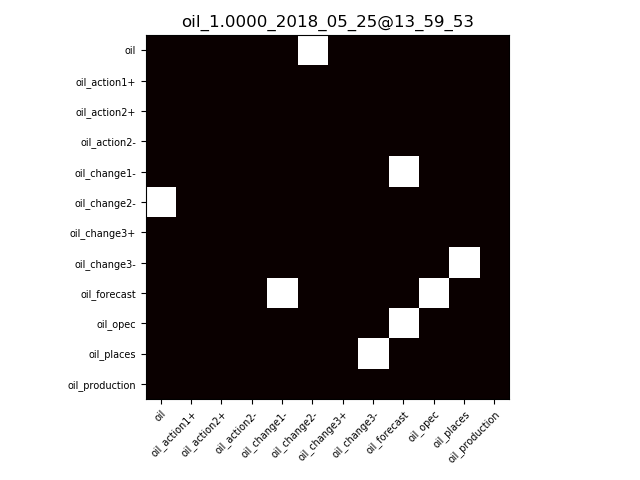 oil_1.0000_2018_05_25@13_59_53
oil
oil_action1+
oil_action2+
oil_action2-
oil_change1-
oil_change2-
oil_change3+
oil_change3-
oil_forecast
oil_opec
oil_places
oil_production
oil
oil_action1+
oil_action2+
oil_action2-
oil_change1-
oil_change2-
oil_change3+
oil_change3-
oil_forecast
oil_opec
oil_places
oil_production